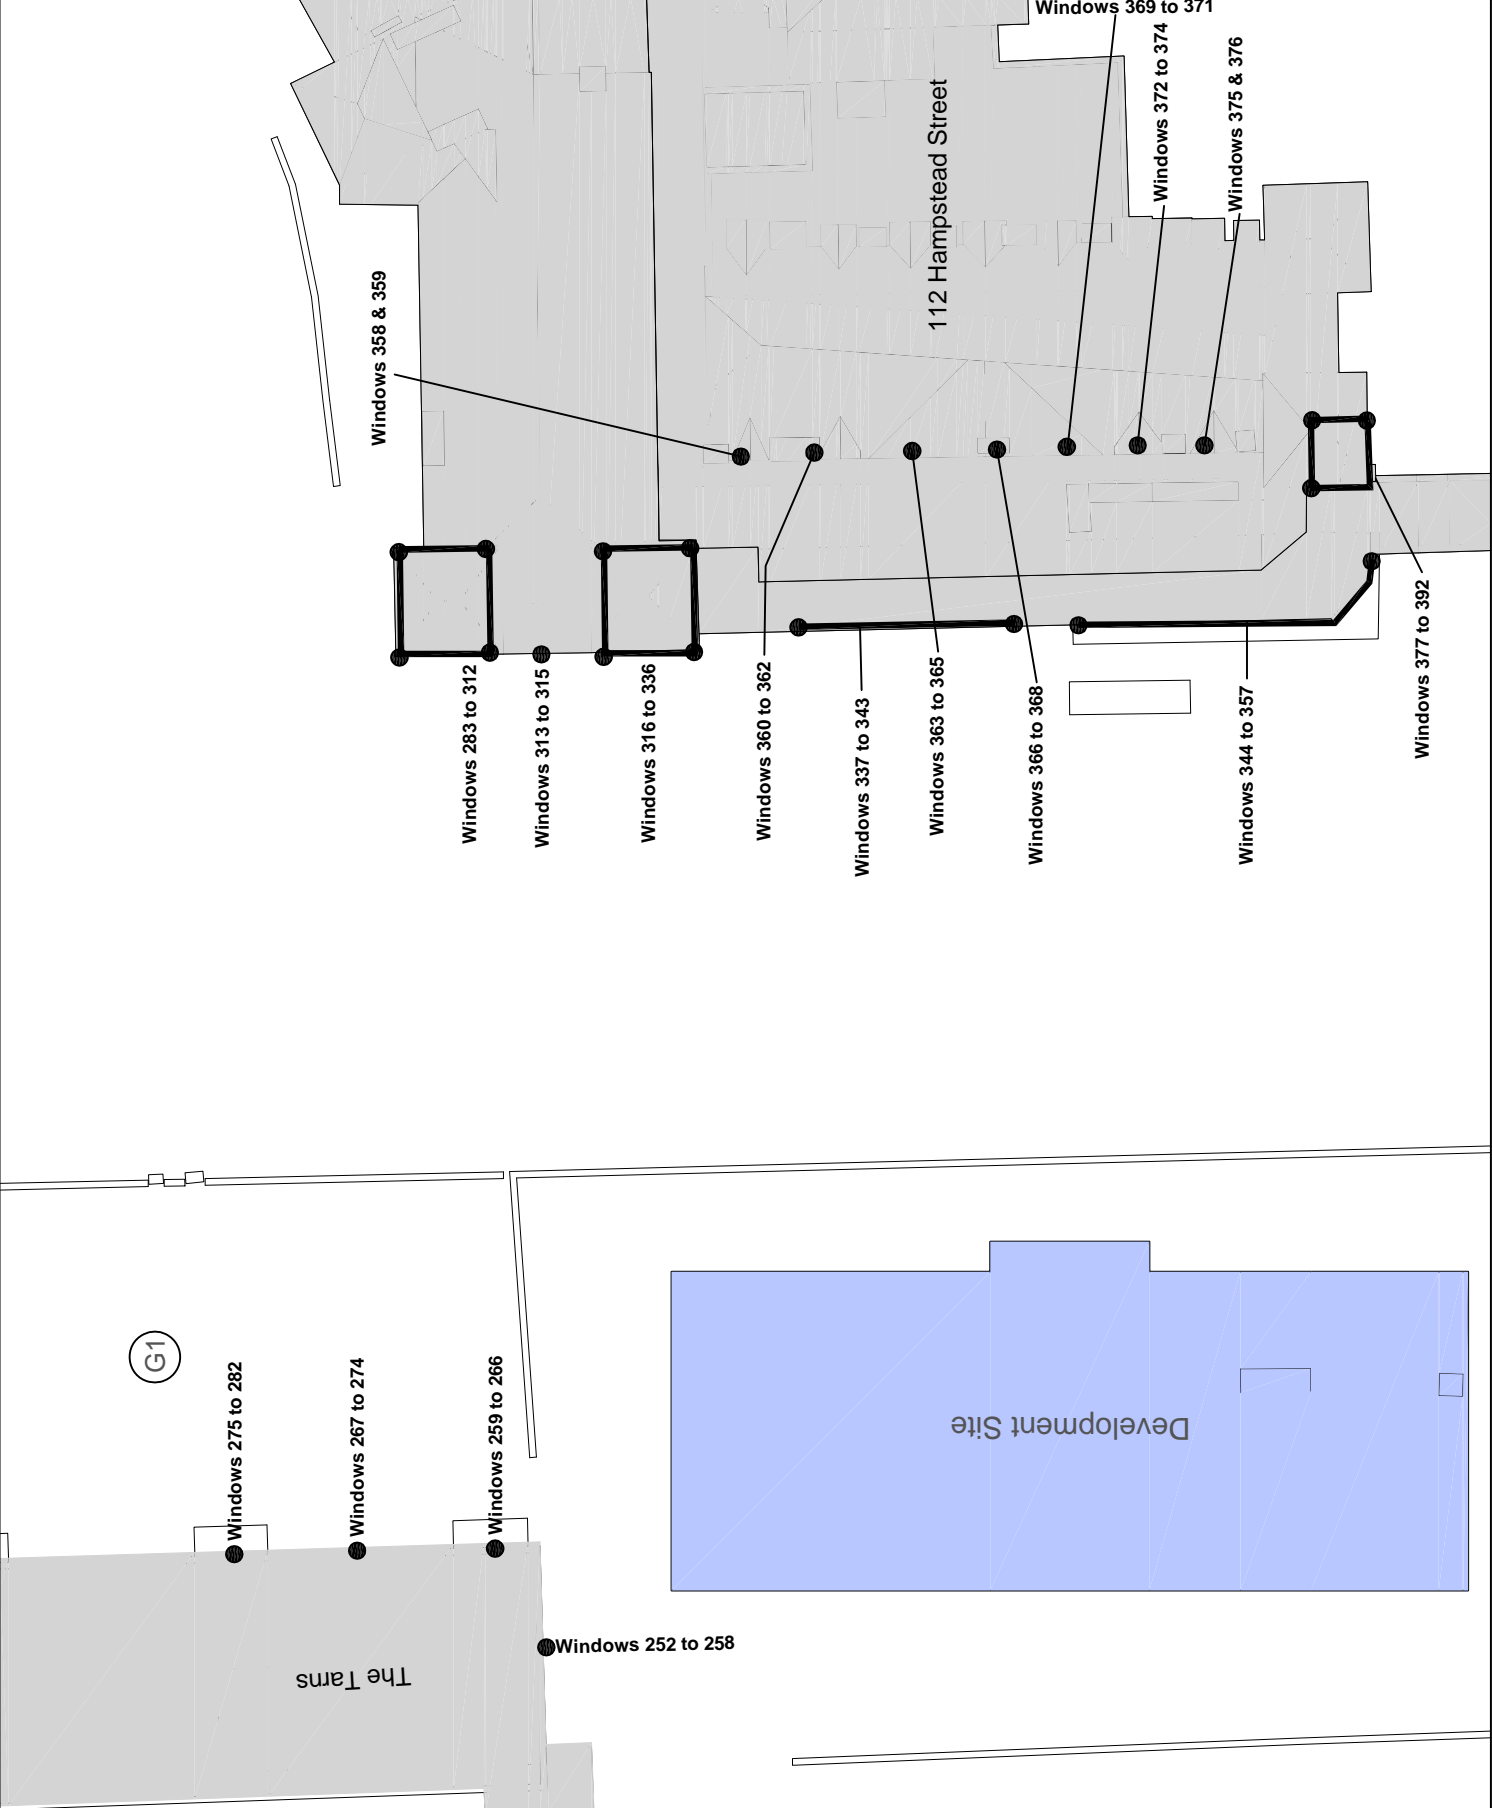 Windows 369 to 371
Windows 372 to 374
Windows 375 & 376
112 Hampstead Street
Windows 358 & 359
Windows 283 to 312
Windows 313 to 315
Windows 316 to 336
Windows 360 to 362
Windows 337 to 343
Windows 363 to 365
Windows 366 to 368
Windows 344 to 357
Windows 377 to 392
G1
Windows 275 to 282
Windows 267 to 274
Windows 259 to 266
Development Site
Windows 252 to 258
The Tarns